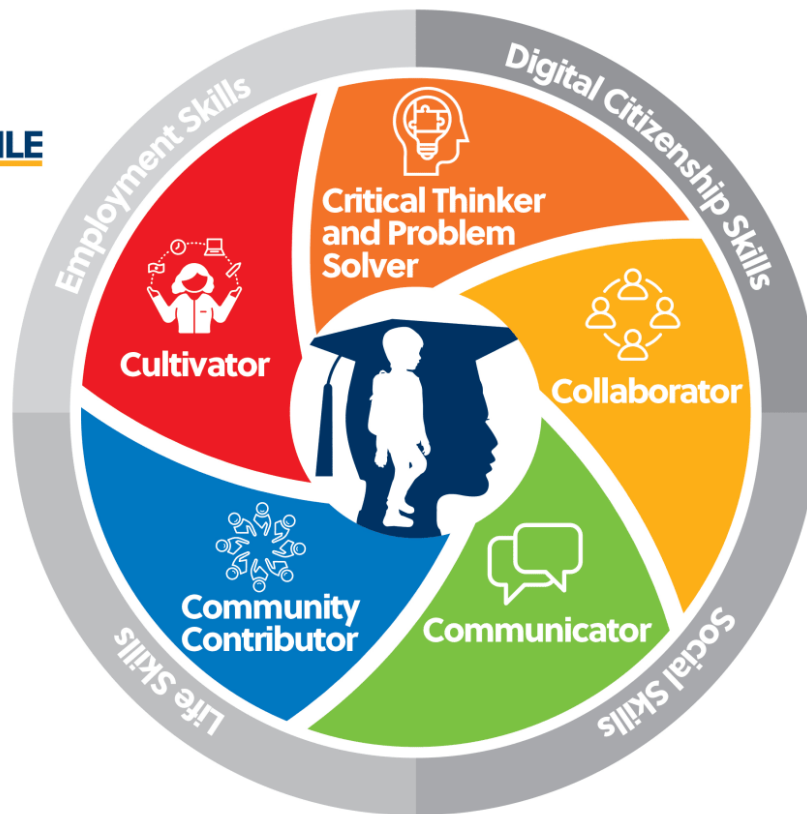 Employment Skills
Digital Citizenship Skills
Critical Thinker
and Problem
Solver
Cultivator
Collaborator
Community
Contributor
Communicator
Life Skills
Social Skills